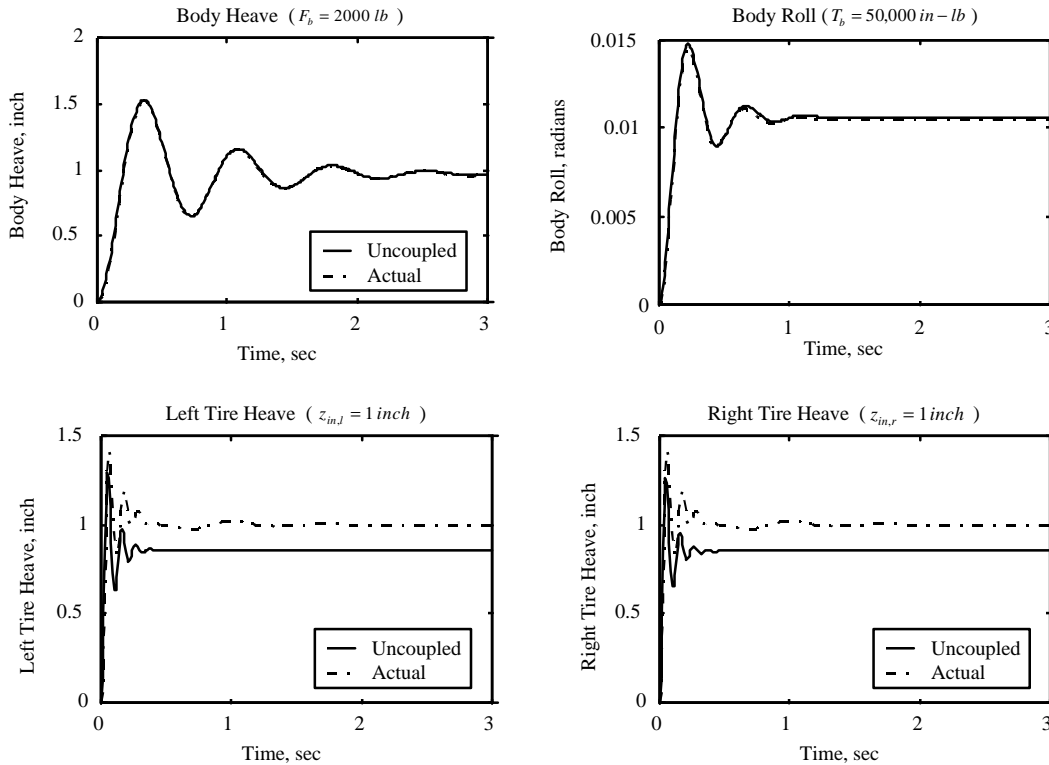 Body Heave ( F_b = 2000 lb )
2
1.5
1
0.5
0
Body Heave, inch
Uncoupled
Actual
0 1 2 3
Time, sec
Body Roll ( T_b = 50,000 in – lb )
0.015
0.01
0.005
0
Body Roll, radians
0 1 2 3
Time, sec
Left Tire Heave ( z_in,l = 1 inch )
1.5
1
0.5
0
Left Tire Heave, inch
Uncoupled
Actual
0 1 2 3
Time, sec
Right Tire Heave ( z_in,r = 1 inch )
1.5
1
0.5
0
Right Tire Heave, inch
Uncoupled
Actual
0 1 2 3
Time, sec